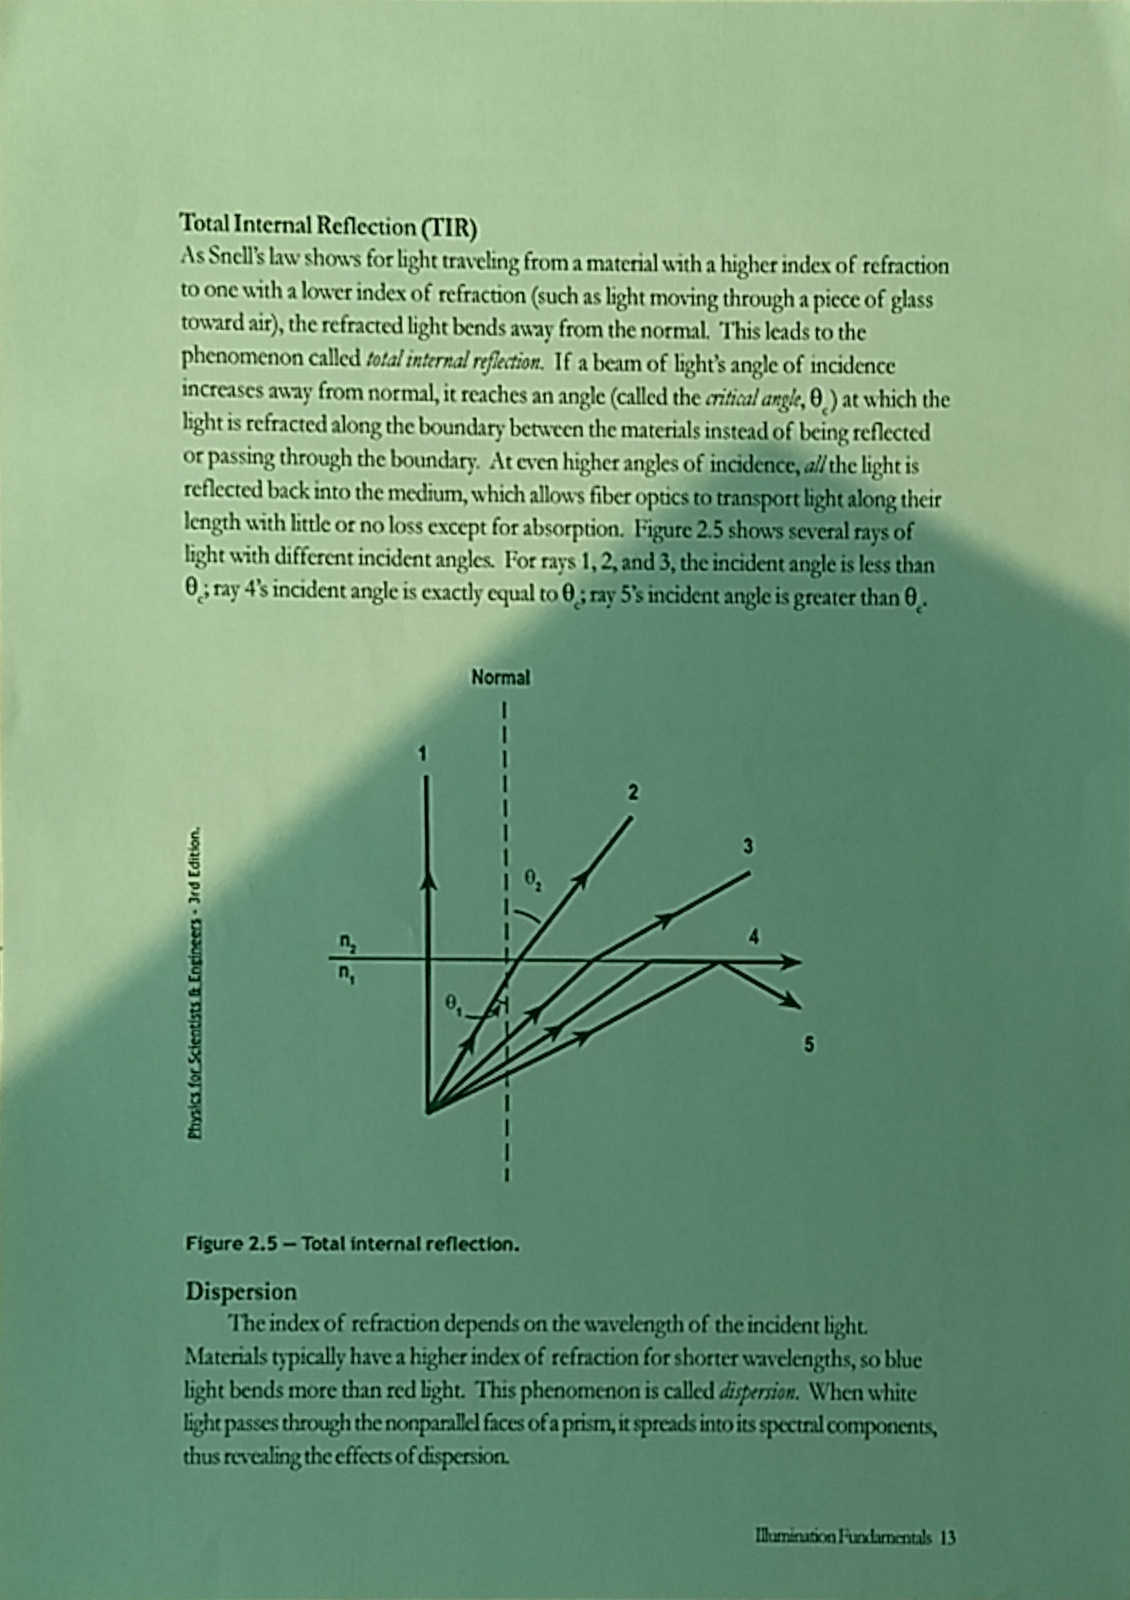 Total Internal Reflection (TIR)
As Snell's law shows for light traveling from a material with a higher index of refraction
to one with a lower index of refraction (such as light moving through a piece of glass
toward air), the refracted light bends away from the normal. This leads to the
phenomenon called total internal reflection. If a beam of light's angle of incidence
increases away from normal, it reaches an angle (called the critical angle, θc) at which the
light is refracted along the boundary between the materials instead of being reflected
or passing through the boundary. At even higher angles of incidence, all the light is
reflected back into the medium, which allows fiber optics to transport light along their
length with little or no loss except for absorption. Figure 2.5 shows several rays of
light with different incident angles. For rays 1, 2, and 3, the incident angle is less than
θc; ray 4's incident angle is exactly equal to θc; ray 5's incident angle is greater than θc.
Normal
1
2
3
θ2
4
n2
n1
θ1
5
Physics for Scientists & Engineers - 3rd Edition.
Figure 2.5 – Total internal reflection.
Dispersion
The index of refraction depends on the wavelength of the incident light.
Materials typically have a higher index of refraction for shorter wavelengths, so blue
light bends more than red light. This phenomenon is called dispersion. When white
light passes through the nonparallel faces of a prism, it spreads into its spectral components,
thus revealing the effects of dispersion.
Illumination Fundamentals 13